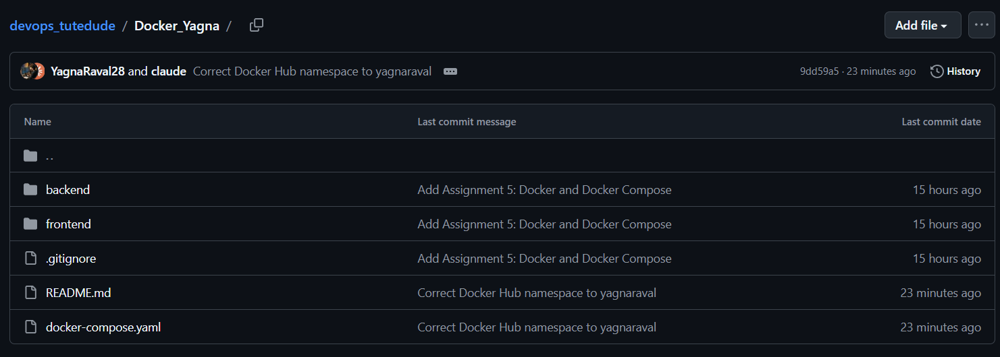 devops_tutedude / Docker_Yagna /
Add file
YagnaRaval28 and claude Correct Docker Hub namespace to yagnaraval
9dd59a5 · 23 minutes ago
History
Name Last commit message Last commit date
..
backend Add Assignment 5: Docker and Docker Compose 15 hours ago
frontend Add Assignment 5: Docker and Docker Compose 15 hours ago
.gitignore Add Assignment 5: Docker and Docker Compose 15 hours ago
README.md Correct Docker Hub namespace to yagnaraval 23 minutes ago
docker-compose.yaml Correct Docker Hub namespace to yagnaraval 23 minutes ago